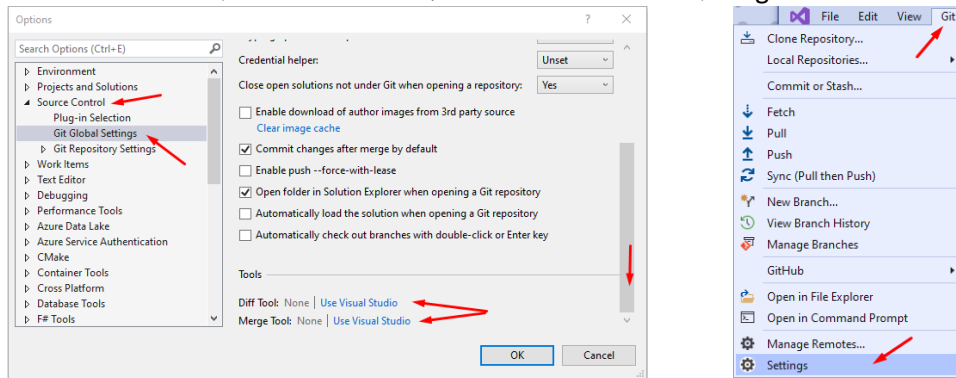 Options
Search Options (Ctrl+E)
Environment
Projects and Solutions
Source Control
Plug-in Selection
Git Global Settings
Git Repository Settings
Work Items
Text Editor
Debugging
Performance Tools
Azure Data Lake
Azure Service Authentication
CMake
Container Tools
Cross Platform
Database Tools
F# Tools
Credential helper: Unset
Close open solutions not under Git when opening a repository: Yes
Enable download of author images from 3rd party source
Clear image cache
Commit changes after merge by default
Enable push --force-with-lease
Open folder in Solution Explorer when opening a Git repository
Automatically load the solution when opening a Git repository
Automatically check out branches with double-click or Enter key
Tools
Diff Tool: None | Use Visual Studio
Merge Tool: None | Use Visual Studio
OK Cancel
File Edit View Git
Clone Repository...
Local Repositories...
Commit or Stash...
Fetch
Pull
Push
Sync (Pull then Push)
New Branch...
View Branch History
Manage Branches
GitHub
Open in File Explorer
Open in Command Prompt
Manage Remotes...
Settings